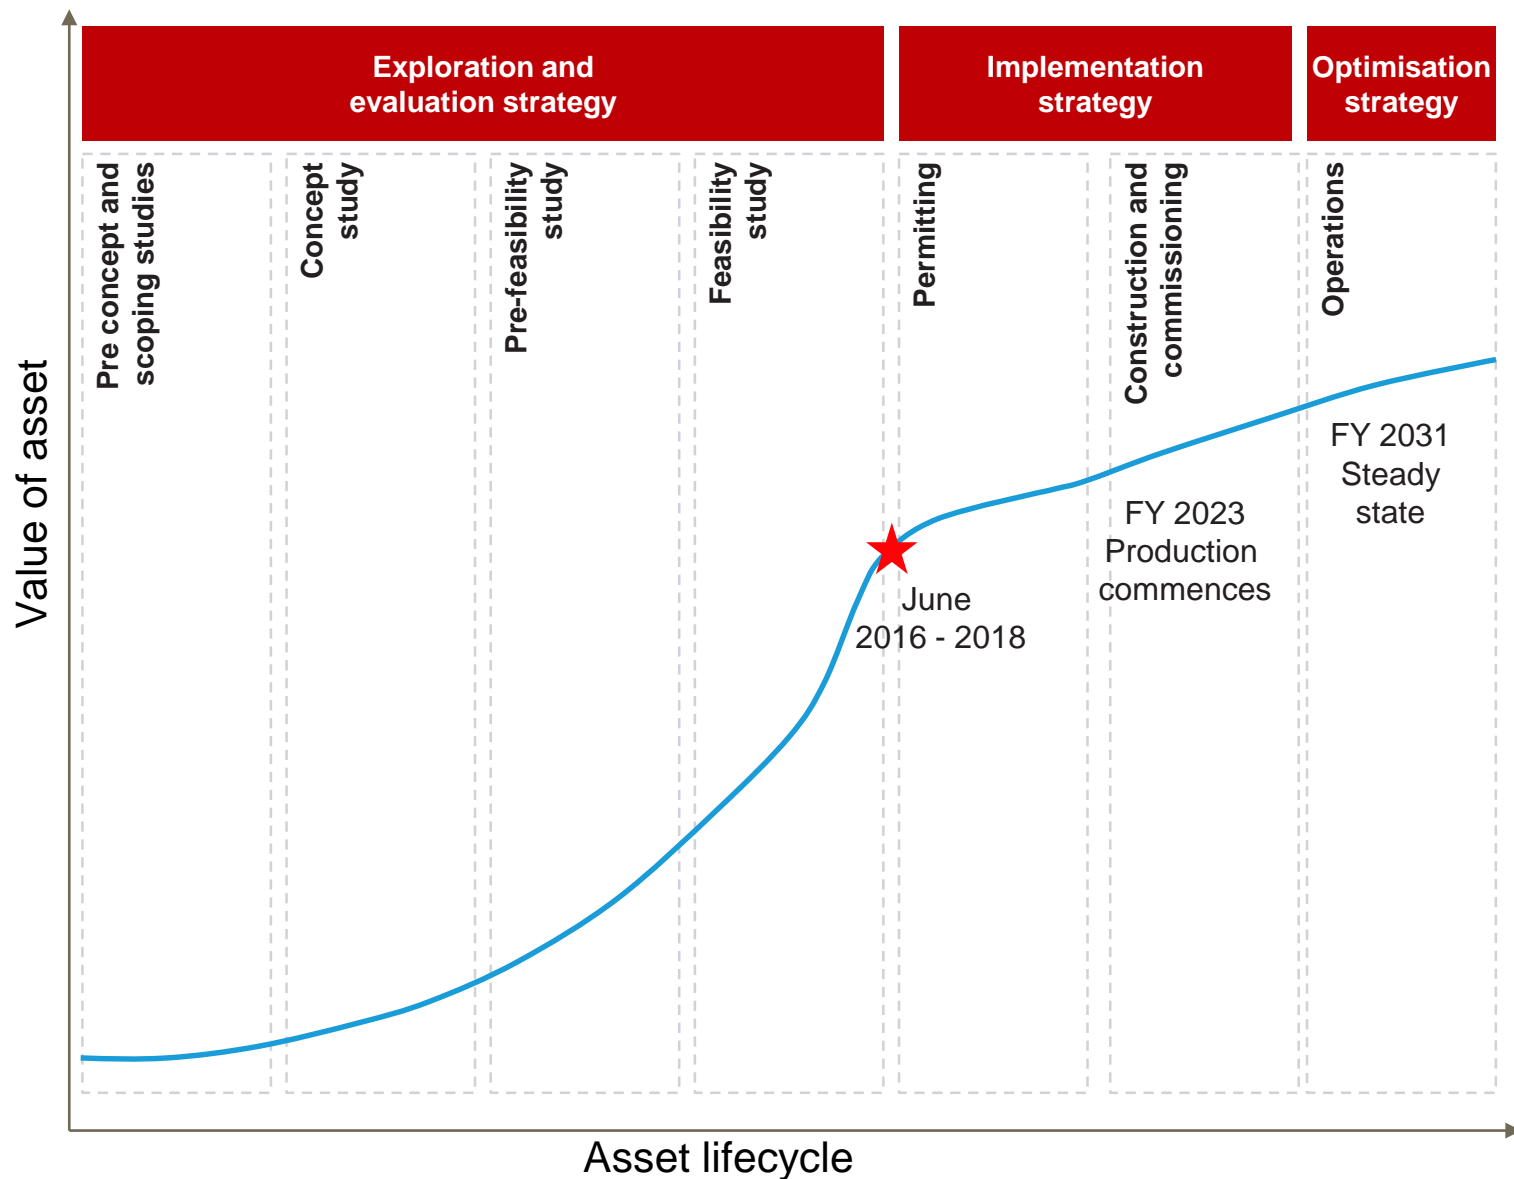 Exploration and
evaluation strategy
Implementation
strategy
Optimisation
strategy
Pre concept and
scoping studies
Concept
study
Pre-feasibility
study
Feasibility
study
Permitting
Construction and
commissioning
Operations
Value of asset
FY 2031
Steady
state
FY 2023
Production
commences
June
2016 - 2018
Asset lifecycle